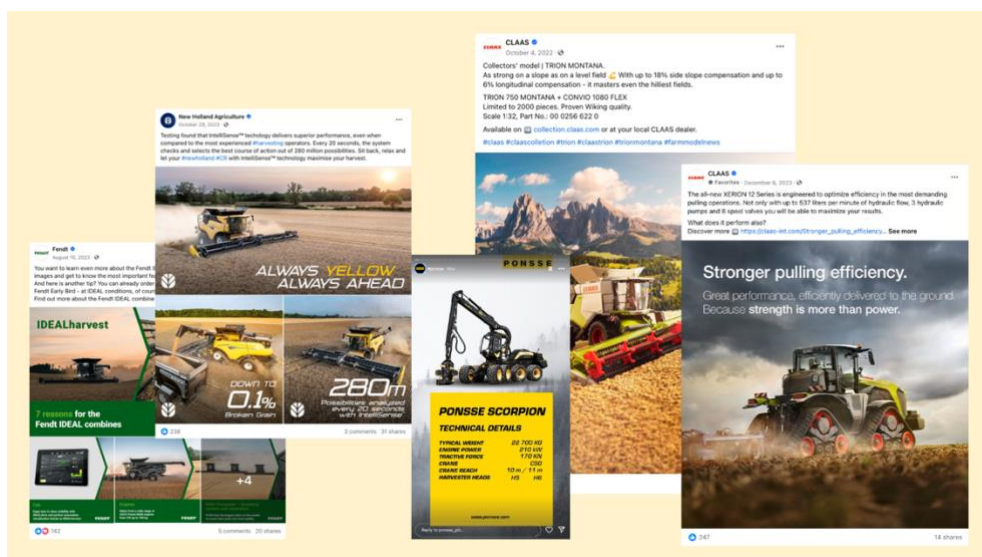 Fendt
August 15, 2023
You want to learn even more about the Fendt
images and get to know the most important
And here is another tip? You can already order
Fendt Early Bird – at IDEAL conditions, of
Find out more about the Fendt IDEAL combine
IDEALharvest
7 reasons for the
Fendt IDEAL combines
+4
FENDT
142
5 comments 20 shares
New Holland Agriculture
2023
Testing found that IntelliSense™ technology delivers superior performance, even when
compared to the most experienced #harvesting operators. Every 20 seconds, the system
checks and selects the best course of action out of 280 million possibilities. Sit back, relax and
let your #newholland #CR with IntelliSense™ technology maximise your harvest.
ALWAYS YELLOW
ALWAYS AHEAD
DOWN TO
0.1%
Broken Grain
280m
Possibilities analyzed
every 20 seconds
with IntelliSense™
238
3 comments 31 shares
CLAAS
CLAAS
October 4, 2022
Collectors' model | TRION MONTANA.
As strong on a slope as on a level field 💪 With up to 18% side slope compensation and up to
6% longitudinal compensation – it masters even the hilliest fields.
TRION 750 MONTANA + CONVIO 1080 FLEX
Limited to 2000 pieces. Proven Wiking quality.
Scale 1:32, Part No.: 00 0256 622 0
Available on collection.claas.com or at your local CLAAS dealer.
#claas #claascolletion #trion #claastrion #trionmontana #farmmodelnews
PONSSE
PONSSE SCORPION
TECHNICAL DETAILS
TYPICAL WEIGHT 22 700 KG
ENGINE POWER 210 kW
TRACTIVE FORCE 170 KN
CRANE C50
CRANE REACH 10 m / 11 m
HARVESTER HEADS H5 H6
www.ponsse.com
CLAAS
CLAAS
Favorites · December 6, 2023
The all-new XERION 12 Series is engineered to optimize efficiency in the most demanding
pulling operations. Not only with up to 537 liters per minute of hydraulic flow, 3 hydraulic
pumps and 8 spool valves you will be able to maximize your results.
What does it perform also?
Discover more https://claas-int.com/Stronger_pulling_efficiency... See more
Stronger pulling efficiency.
Great performance, efficiently delivered to the ground.
Because strength is more than power.
247
14 shares